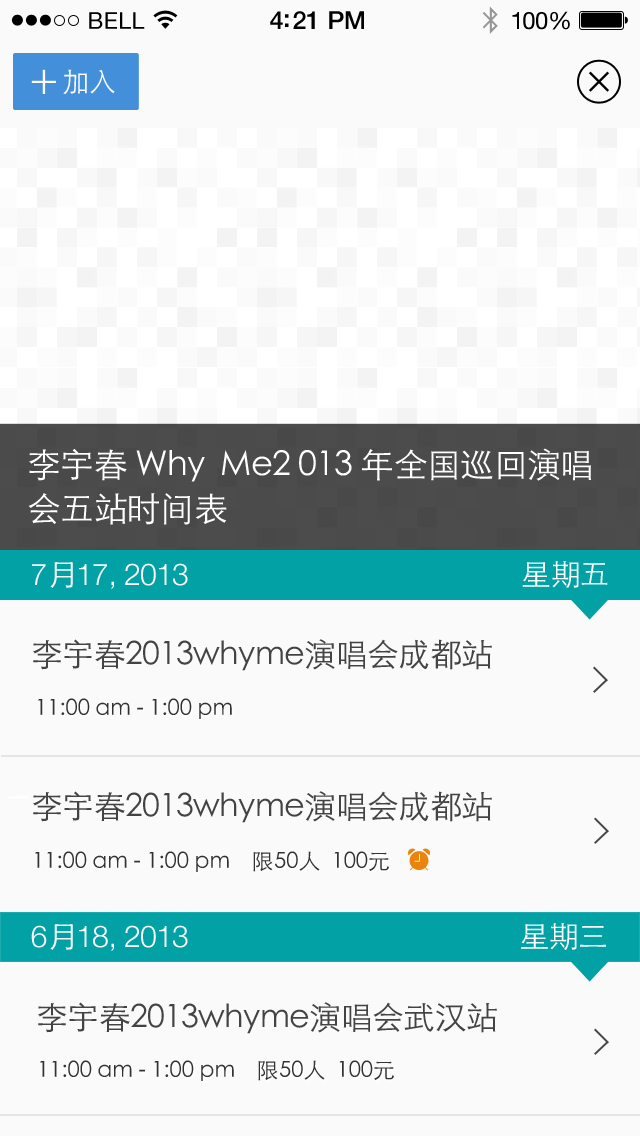 BELL 4:21 PM 100%
加入
李宇春 Why Me2 013 年全国巡回演唱
会五站时间表
7月17, 2013 星期五
李宇春2013whyme演唱会成都站
11:00 am - 1:00 pm
李宇春2013whyme演唱会成都站
11:00 am - 1:00 pm 限50人 100元
6月18, 2013 星期三
李宇春2013whyme演唱会武汉站
11:00 am - 1:00 pm 限50人 100元